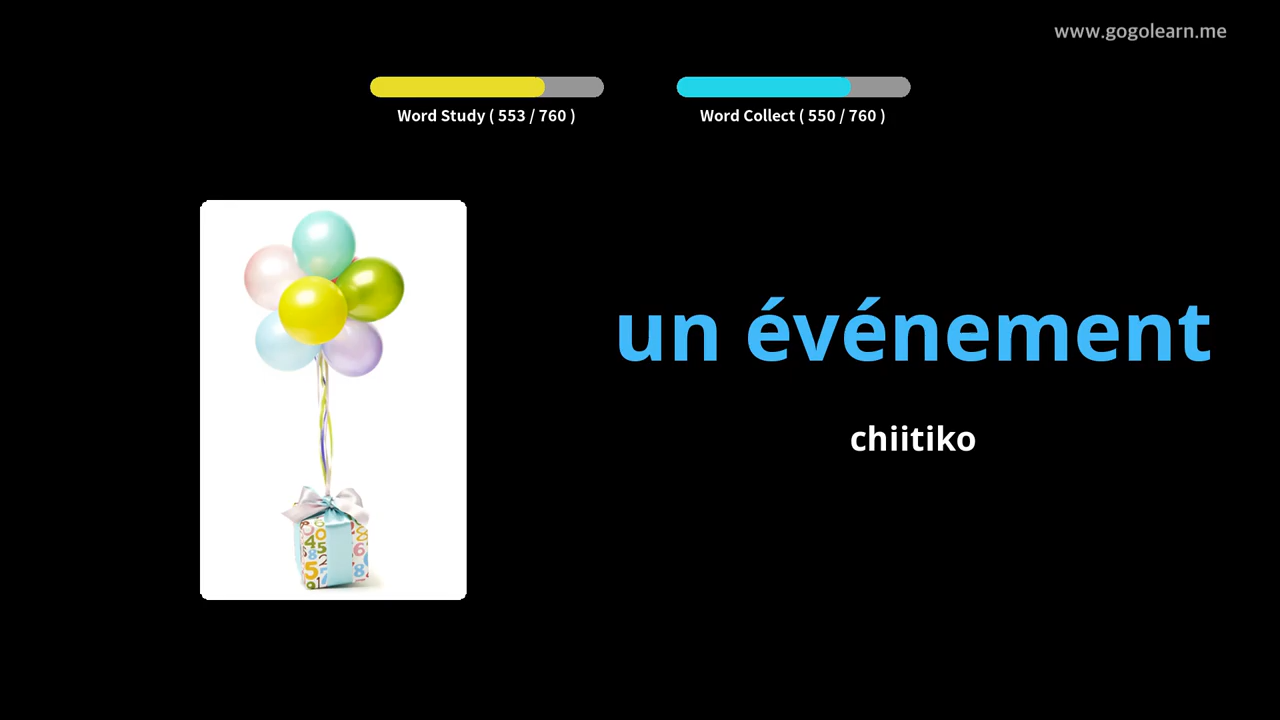 www.gogolearn.me
Word Study ( 553 / 760 )
Word Collect ( 550 / 760 )
un événement
chiitiko